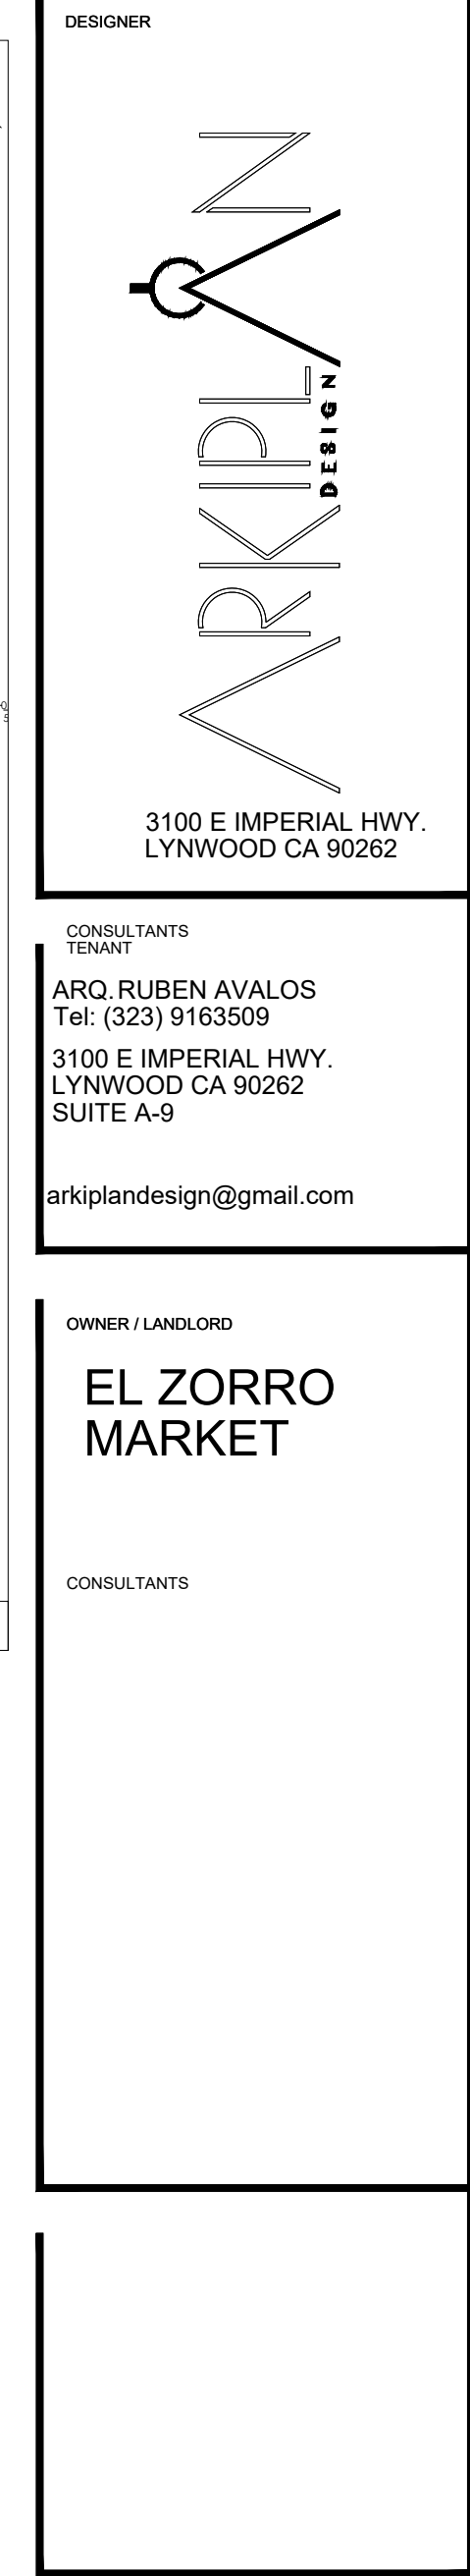 DESIGNER
ARKIPLAN
DESIGN
3100 E IMPERIAL HWY.
LYNWOOD CA 90262
CONSULTANTS
TENANT
ARQ. RUBEN AVALOS
Tel: (323) 9163509
3100 E IMPERIAL HWY.
LYNWOOD CA 90262
SUITE A-9
arkiplandesign@gmail.com
OWNER / LANDLORD
EL ZORRO
MARKET
CONSULTANTS